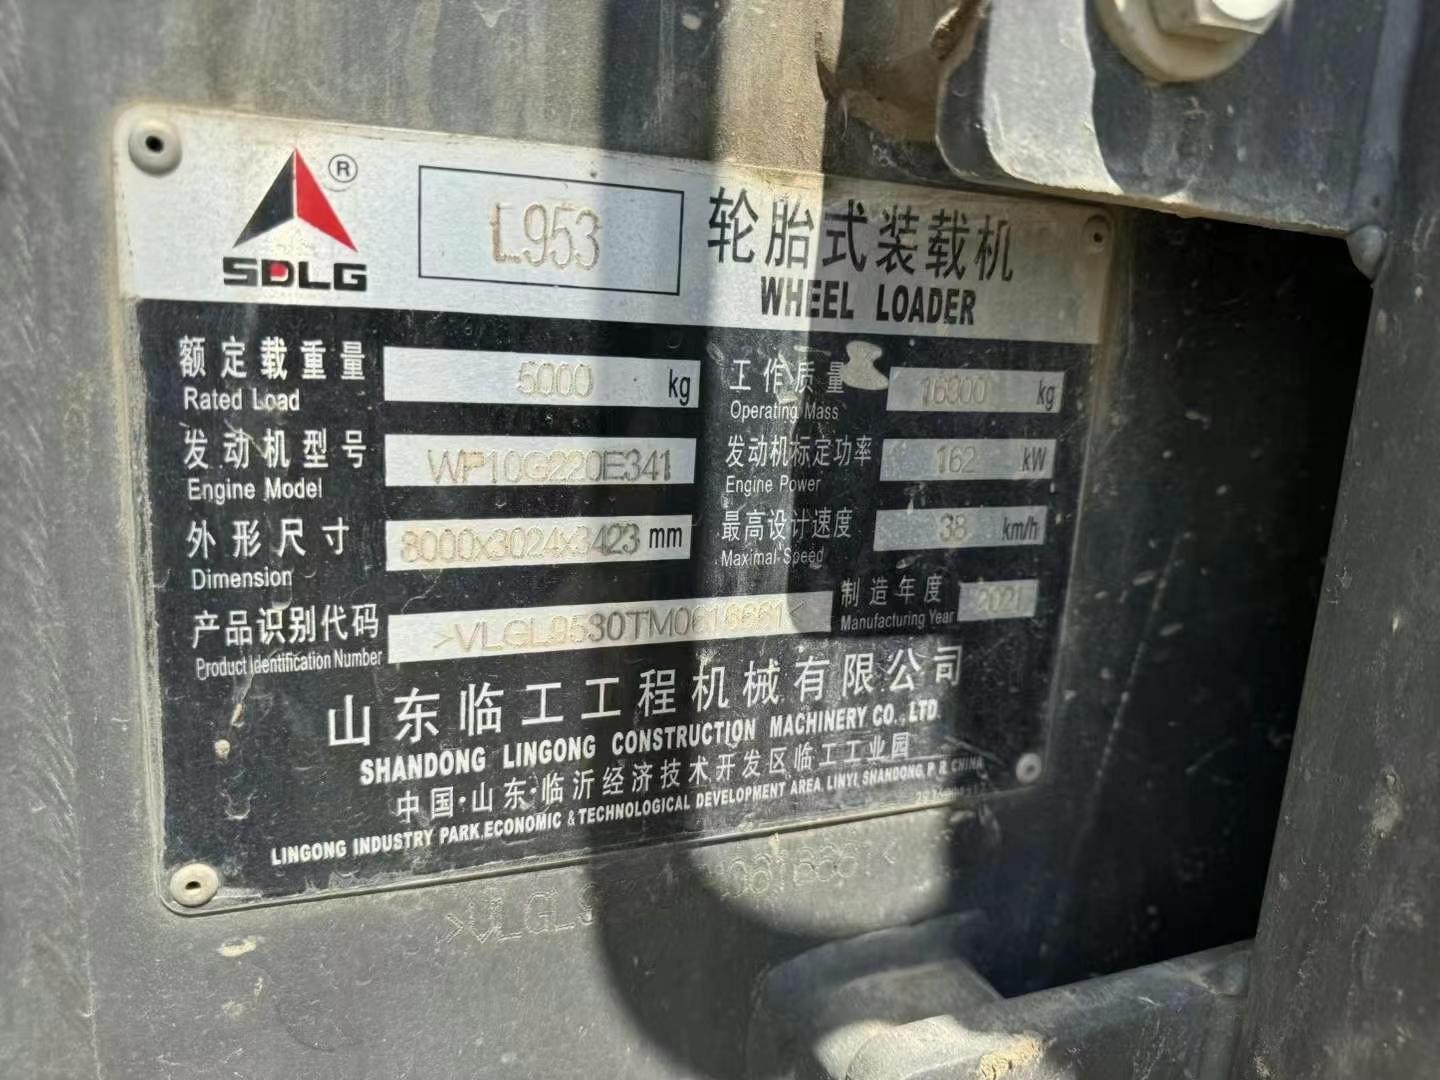 SDLG ®
L953
轮胎式装载机
WHEEL LOADER
额定载重量 5000 kg
Rated Load
工作质量 16900 kg
Operating Mass
发动机型号 WP10G220E341
Engine Model
发动机标定功率 162 kW
Engine Power
外形尺寸 8000x3024x3423 mm
Dimension
最高设计速度 38 km/h
Maximal Speed
产品识别代码 >VLGL9530TM0616661<
Product Identification Number
制造年度 2021
Manufacturing Year
山东临工工程机械有限公司
SHANDONG LINGONG CONSTRUCTION MACHINERY CO., LTD.
中国·山东·临沂经济技术开发区临工工业园
LINGONG INDUSTRY PARK, ECONOMIC & TECHNOLOGICAL DEVELOPMENT AREA, LINYI, SHANDONG, P. R. CHINA